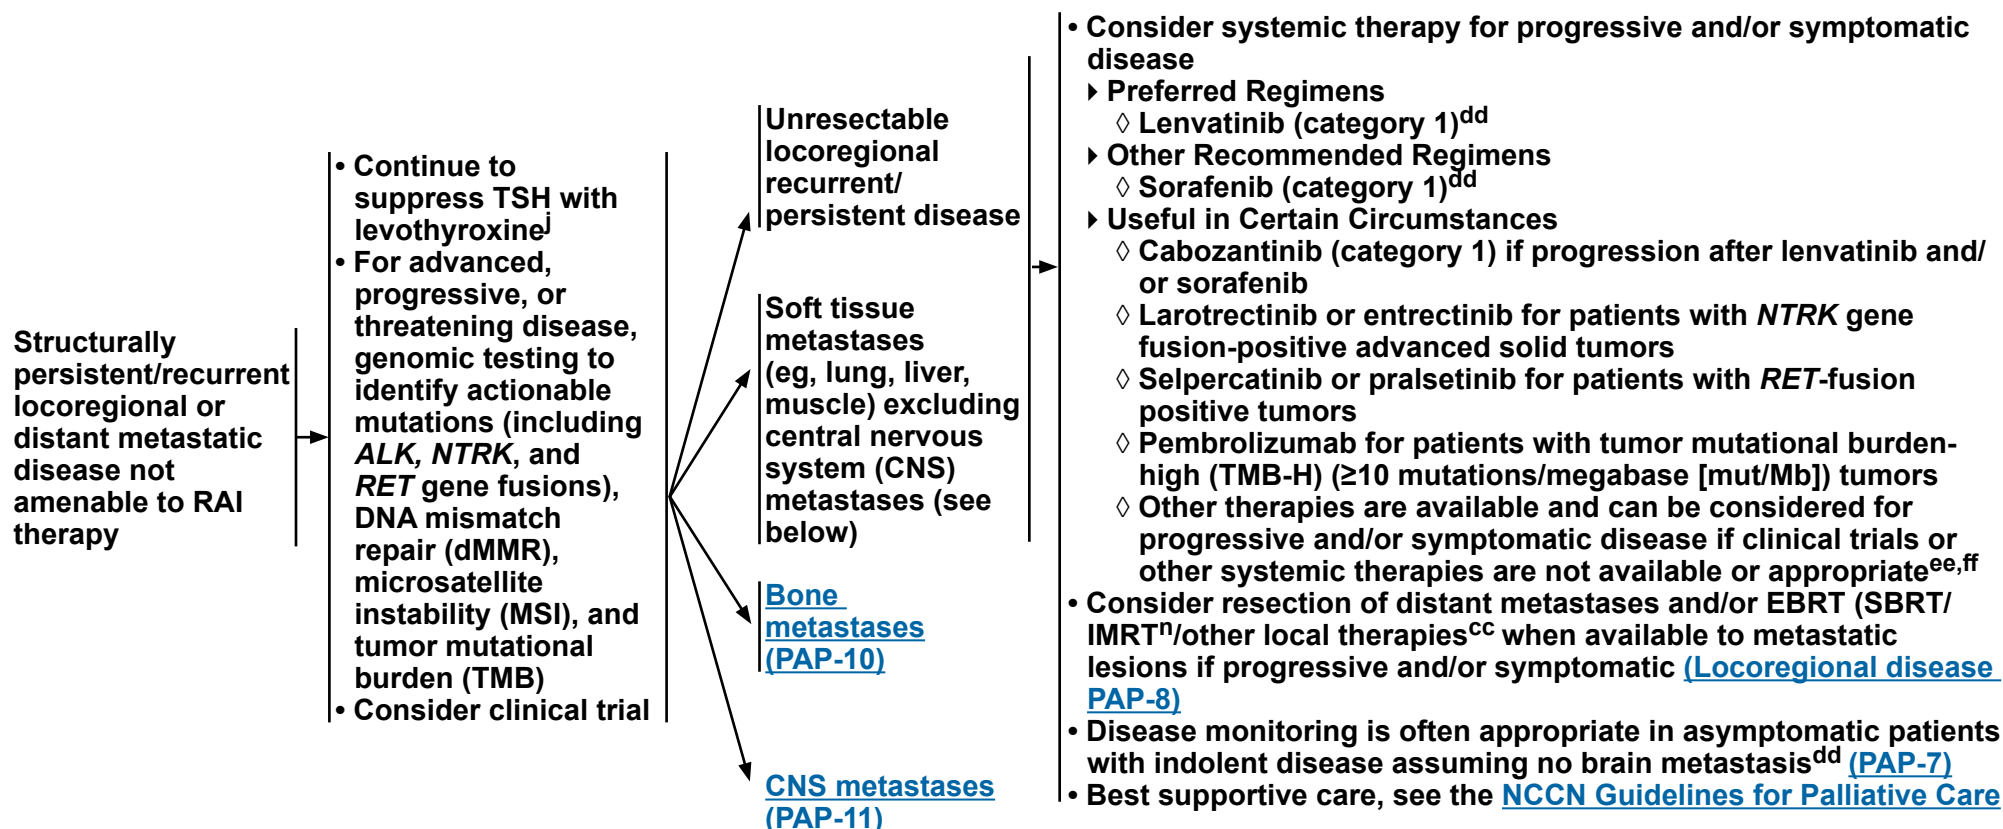 Structurally
persistent/recurrent
locoregional or
distant metastatic
disease not
amenable to RAI
therapy
• Continue to
suppress TSH with
levothyroxinej
• For advanced,
progressive, or
threatening disease,
genomic testing to
identify actionable
mutations (including
ALK, NTRK, and
RET gene fusions),
DNA mismatch
repair (dMMR),
microsatellite
instability (MSI), and
tumor mutational
burden (TMB)
• Consider clinical trial
Unresectable
locoregional
recurrent/
persistent disease
Soft tissue
metastases
(eg, lung, liver,
muscle) excluding
central nervous
system (CNS)
metastases (see
below)
Bone
metastases
(PAP-10)
CNS metastases
(PAP-11)
• Consider systemic therapy for progressive and/or symptomatic
disease
‣ Preferred Regimens
◊ Lenvatinib (category 1)dd
‣ Other Recommended Regimens
◊ Sorafenib (category 1)dd
‣ Useful in Certain Circumstances
◊ Cabozantinib (category 1) if progression after lenvatinib and/
or sorafenib
◊ Larotrectinib or entrectinib for patients with NTRK gene
fusion-positive advanced solid tumors
◊ Selpercatinib or pralsetinib for patients with RET-fusion
positive tumors
◊ Pembrolizumab for patients with tumor mutational burden-
high (TMB-H) (≥10 mutations/megabase [mut/Mb]) tumors
◊ Other therapies are available and can be considered for
progressive and/or symptomatic disease if clinical trials or
other systemic therapies are not available or appropriateee,ff
• Consider resection of distant metastases and/or EBRT (SBRT/
IMRTn/other local therapiescc when available to metastatic
lesions if progressive and/or symptomatic (Locoregional disease
PAP-8)
• Disease monitoring is often appropriate in asymptomatic patients
with indolent disease assuming no brain metastasisdd (PAP-7)
• Best supportive care, see the NCCN Guidelines for Palliative Care